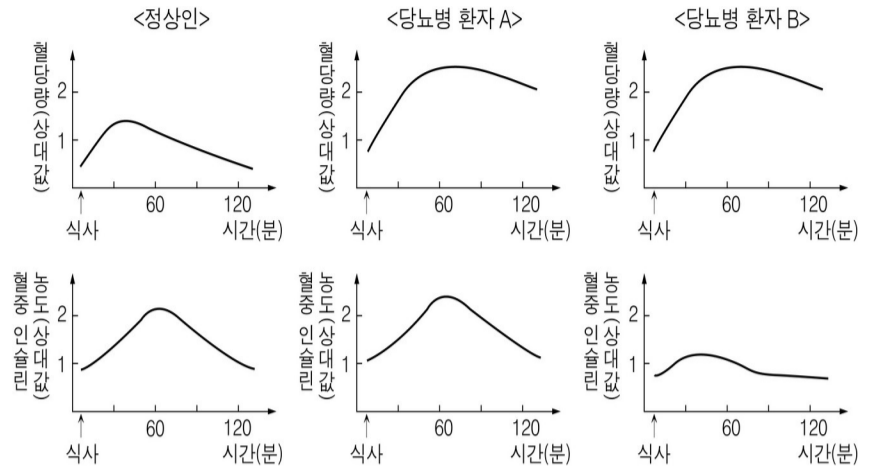 <정상인>
<당뇨병 환자 A>
<당뇨병 환자 B>
혈당량(상대값)
2
1
60
120
식사
시간(분)
혈당량(상대값)
2
1
60
120
식사
시간(분)
혈당량(상대값)
2
1
60
120
식사
시간(분)
혈중 인슐린
농도(상대값)
2
1
60
120
식사
시간(분)
혈중 인슐린
농도(상대값)
2
1
60
120
식사
시간(분)
혈중 인슐린
농도(상대값)
2
1
60
120
식사
시간(분)